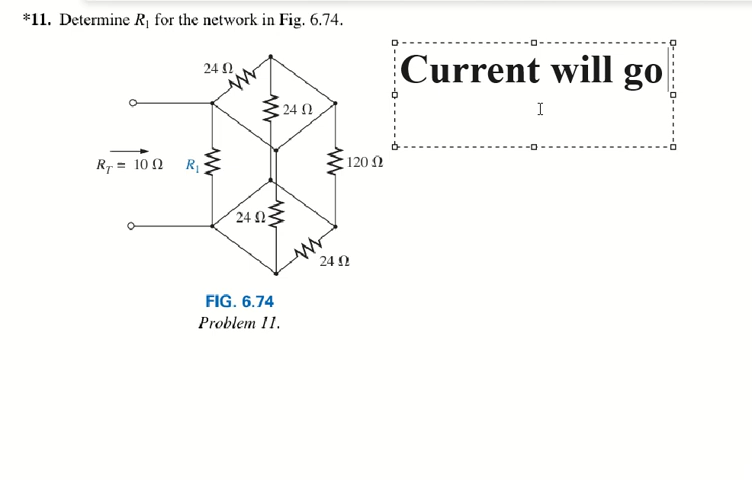 *11. Determine R₁ for the network in Fig. 6.74.
Current will go
24 Ω
24 Ω
R_T = 10 Ω
R₁
120 Ω
24 Ω
24 Ω
FIG. 6.74
Problem 11.